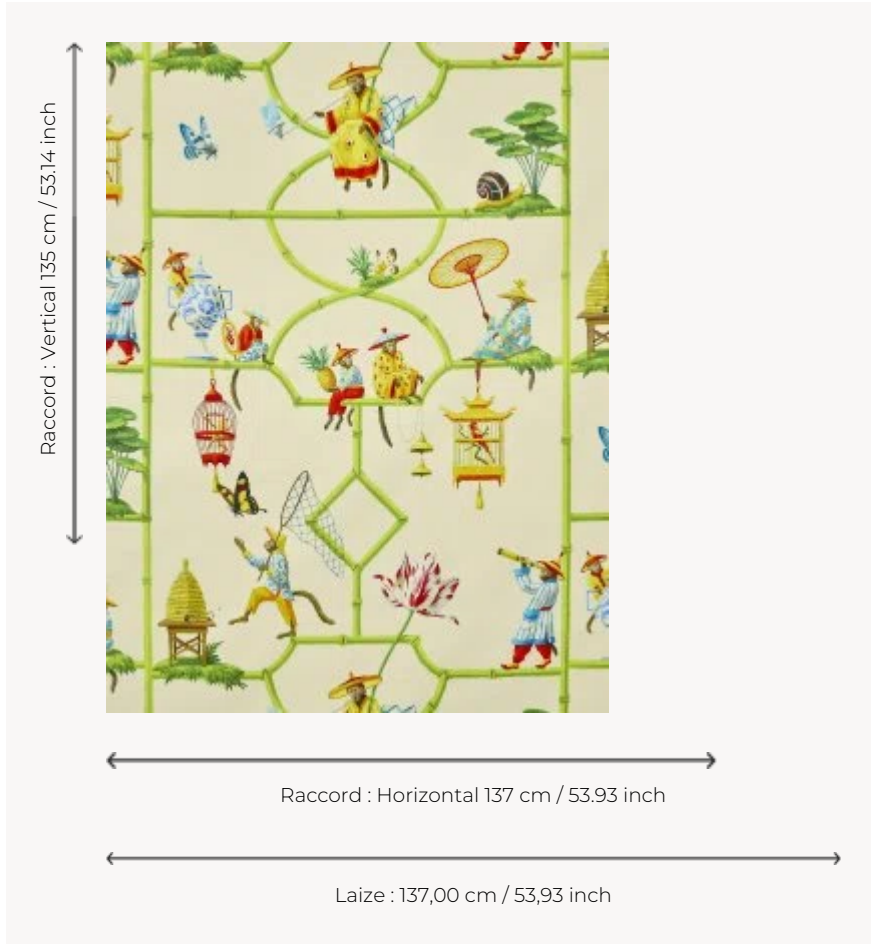 Raccord : Vertical 135 cm / 53.14 inch
Raccord : Horizontal 137 cm / 53.93 inch
Laize : 137,00 cm / 53,93 inch